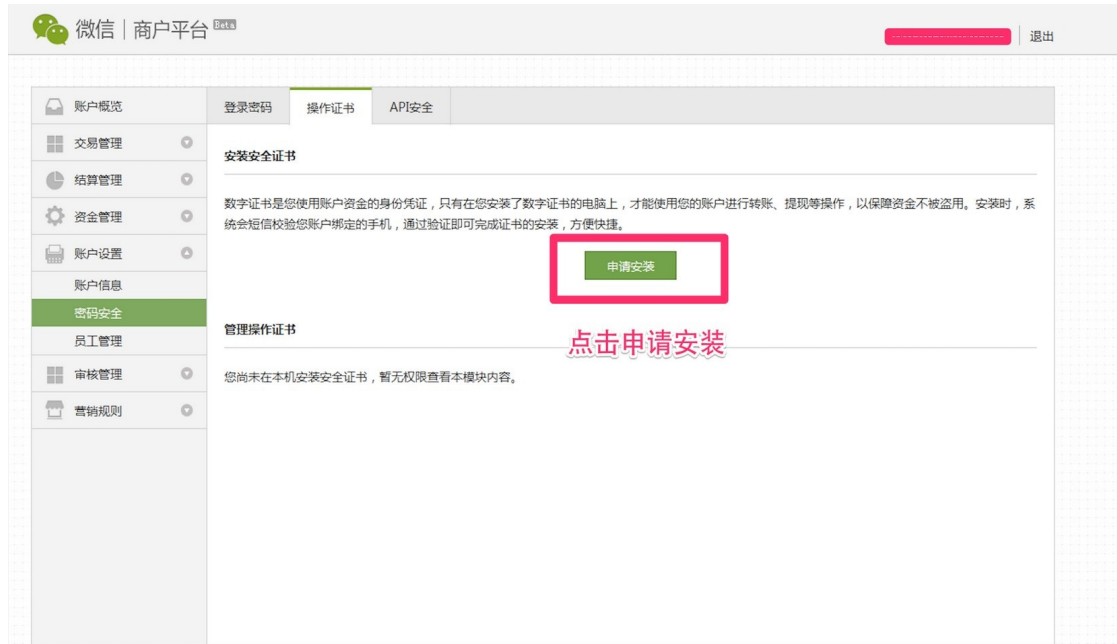 微信 | 商户平台 Beta
退出
账户概览
交易管理
结算管理
资金管理
账户设置
账户信息
密码安全
员工管理
审核管理
营销规则
登录密码 操作证书 API安全
安装安全证书
数字证书是您使用账户资金的身份凭证，只有在您安装了数字证书的电脑上，才能使用您的账户进行转账、提现等操作，以保障资金不被盗用。安装时，系
统会短信校验您账户绑定的手机，通过验证即可完成证书的安装，方便快捷。
申请安装
点击申请安装
管理操作证书
您尚未在本机安装安全证书，暂无权限查看本模块内容。